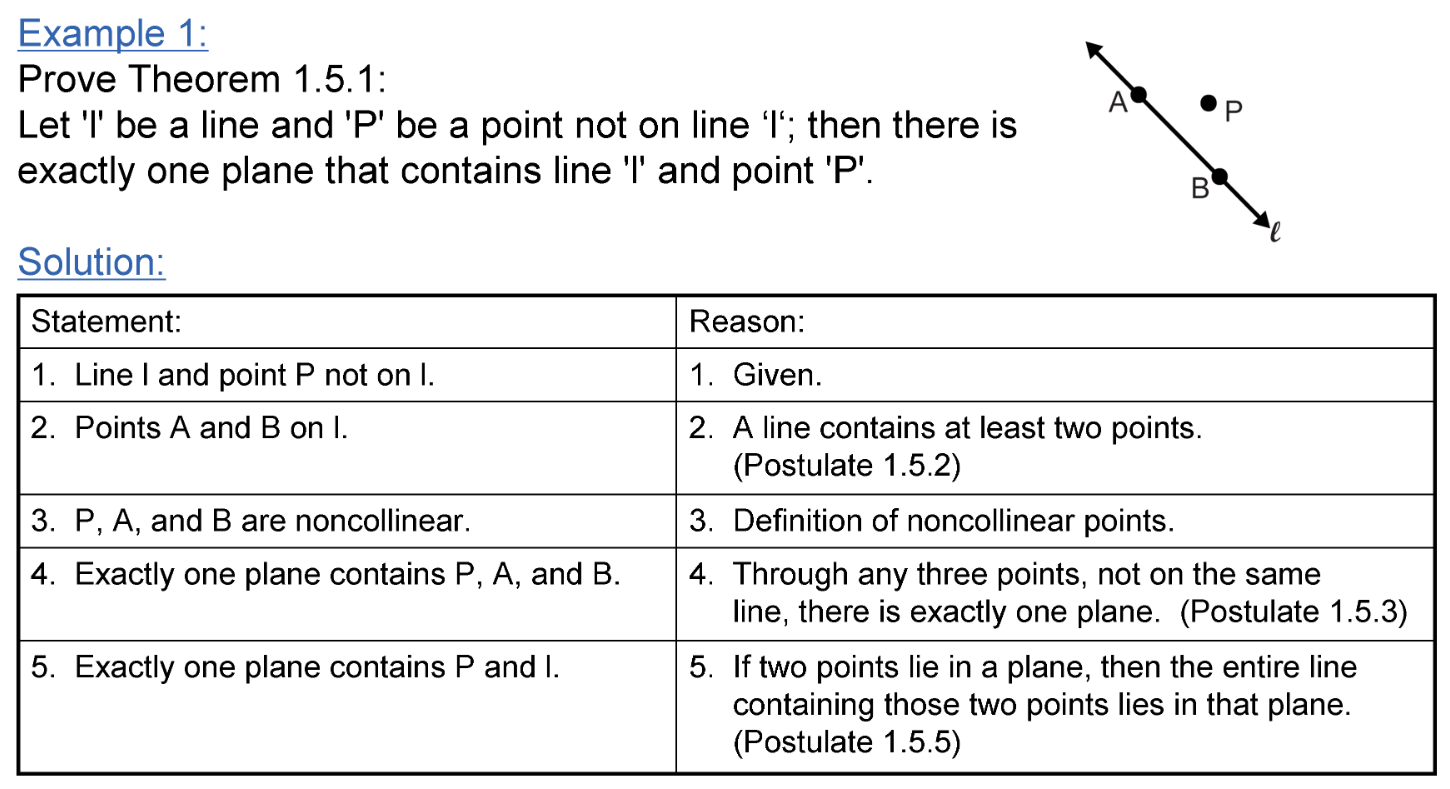 Example 1:
Prove Theorem 1.5.1:
Let 'l' be a line and 'P' be a point not on line ‘l‘; then there is
exactly one plane that contains line 'l' and point 'P'.
A
P
B
ℓ
Solution:
Statement:
Reason:
1. Line l and point P not on l.
1. Given.
2. Points A and B on l.
2. A line contains at least two points.
(Postulate 1.5.2)
3. P, A, and B are noncollinear.
3. Definition of noncollinear points.
4. Exactly one plane contains P, A, and B.
4. Through any three points, not on the same
line, there is exactly one plane. (Postulate 1.5.3)
5. Exactly one plane contains P and l.
5. If two points lie in a plane, then the entire line
containing those two points lies in that plane.
(Postulate 1.5.5)